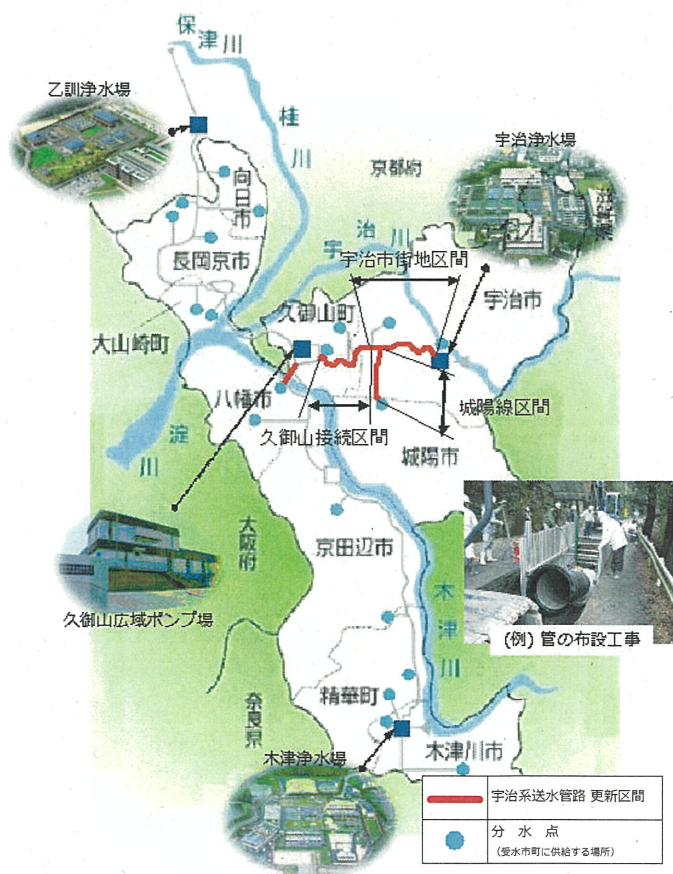 保津川
乙訓浄水場
桂川
宇治浄水場
京都府
向日市
宇治川
宇治市街地区間
長岡京市
宇治市
久御山町
大山崎町
八幡市
城陽線区間
久御山接続区間
淀川
城陽市
大阪府
京田辺市
久御山広域ポンプ場
木津川
(例) 管の布設工事
精華町
奈良県
木津浄水場
木津川市
宇治系送水管路 更新区間
分 水 点
(受水市町に供給する場所)